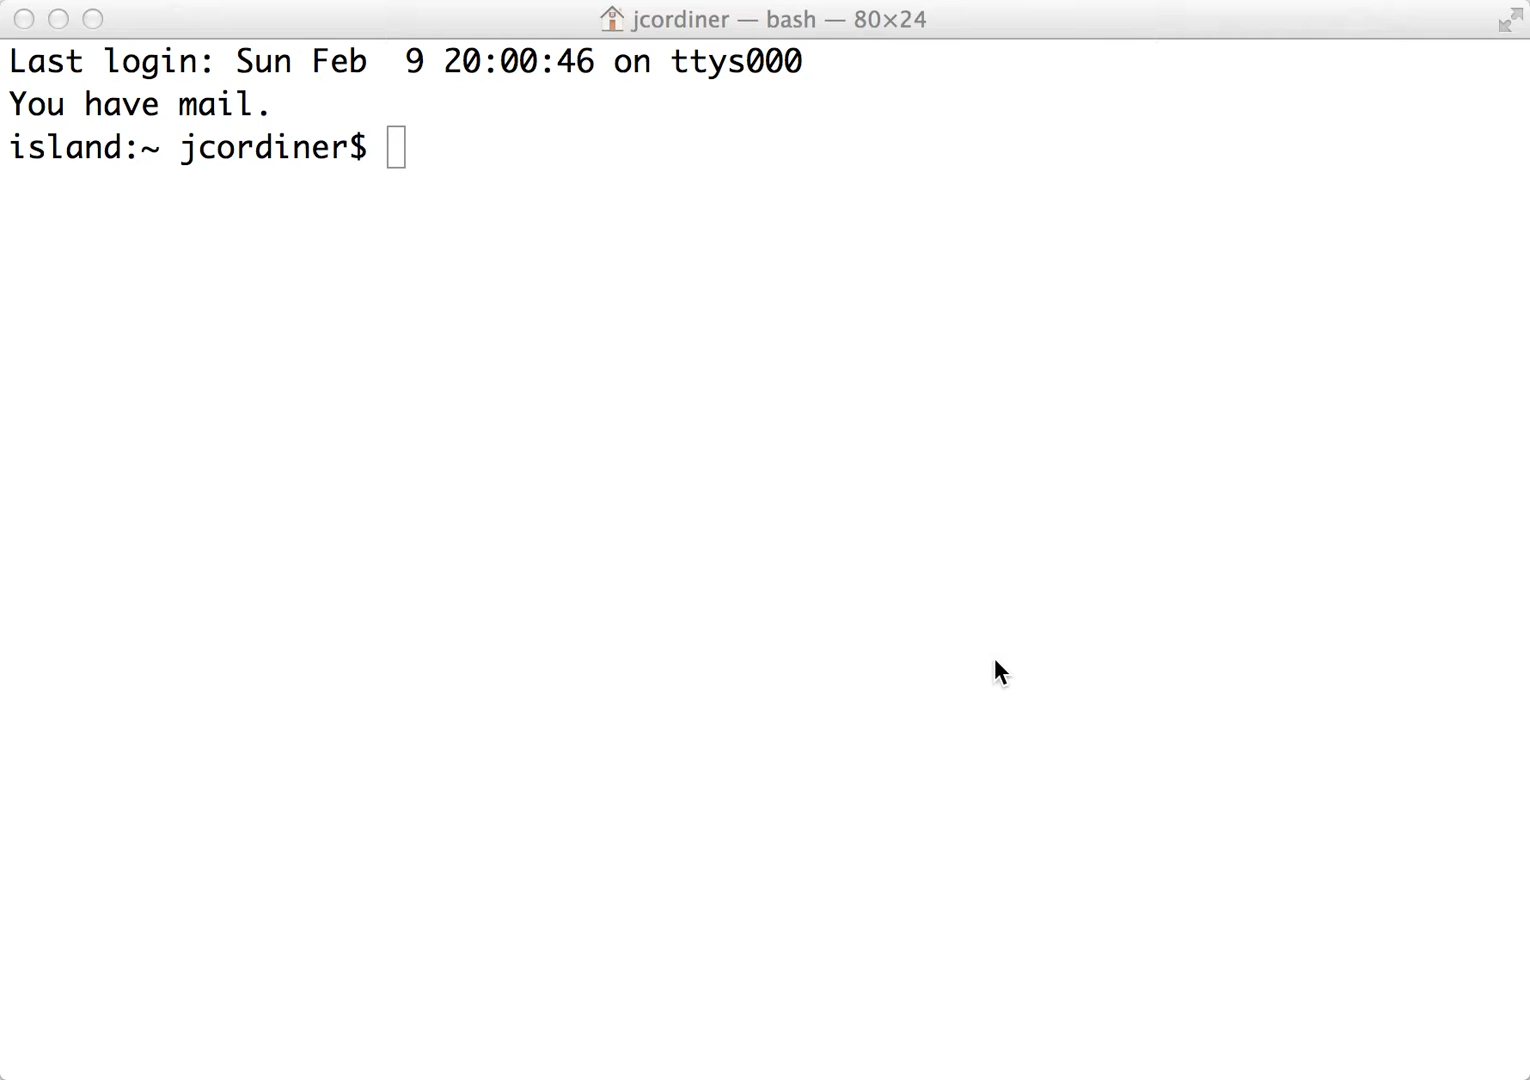 jcordiner — bash — 80×24
Last login: Sun Feb  9 20:00:46 on ttys000
You have mail.
island:~ jcordiner$